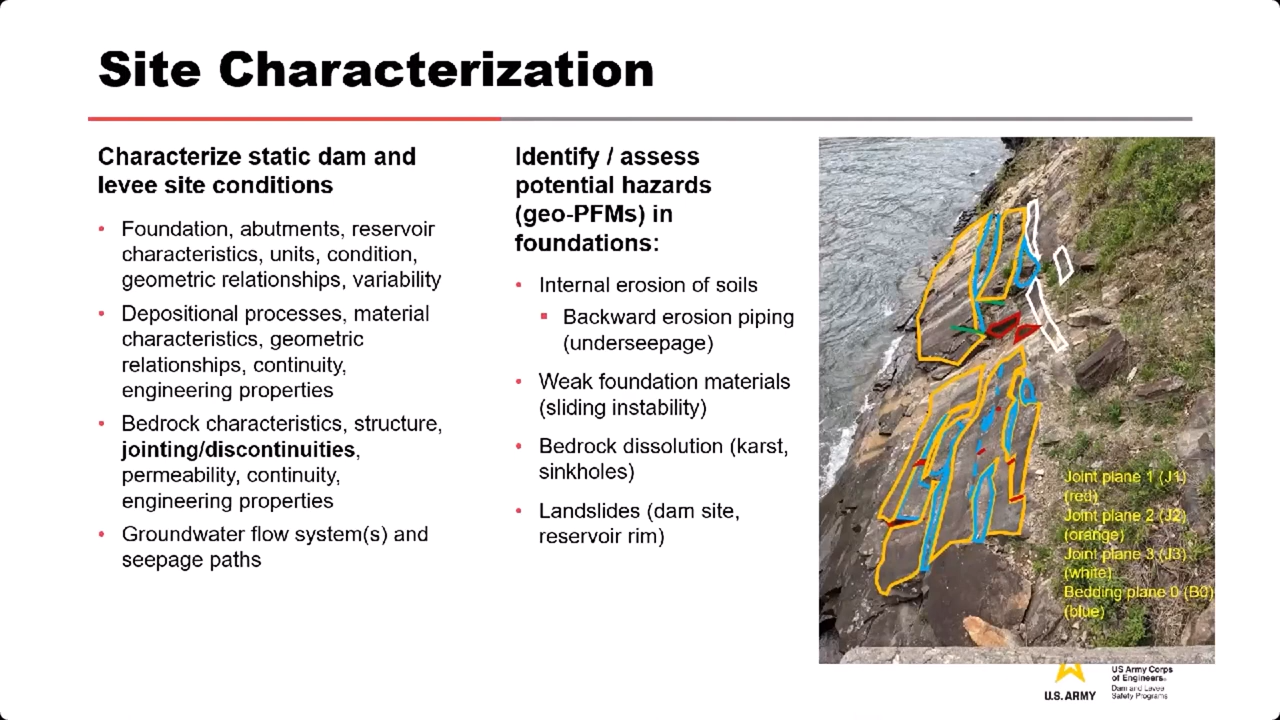 Site Characterization
Characterize static dam and
levee site conditions
• Foundation, abutments, reservoir
characteristics, units, condition,
geometric relationships, variability
• Depositional processes, material
characteristics, geometric
relationships, continuity,
engineering properties
• Bedrock characteristics, structure,
jointing/discontinuities,
permeability, continuity,
engineering properties
• Groundwater flow system(s) and
seepage paths
Identify / assess
potential hazards
(geo-PFMs) in
foundations:
• Internal erosion of soils
▪ Backward erosion piping
(underseepage)
• Weak foundation materials
(sliding instability)
• Bedrock dissolution (karst,
sinkholes)
• Landslides (dam site,
reservoir rim)
Joint plane 1 (J1)
(red)
Joint plane 2 (J2)
(orange)
Joint plane 3 (J3)
(white)
Bedding plane 0 (B0)
(blue)
U.S. ARMY
US Army Corps
of Engineers®
Dam and Levee
Safety Programs